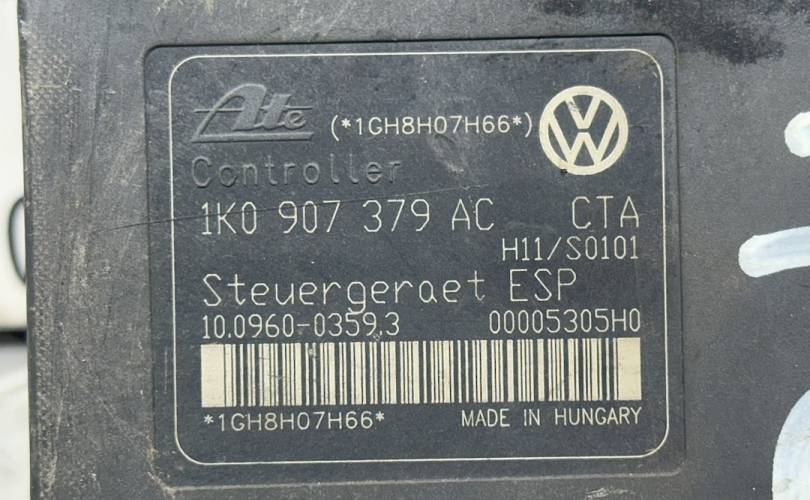 Ate (*1GH8H07H66*) VW
Controller
1K0 907 379 AC CTA
H11/S0101
Steuergeraet ESP
10.0960-0359.3 00005305H0
*1GH8H07H66* MADE IN HUNGARY